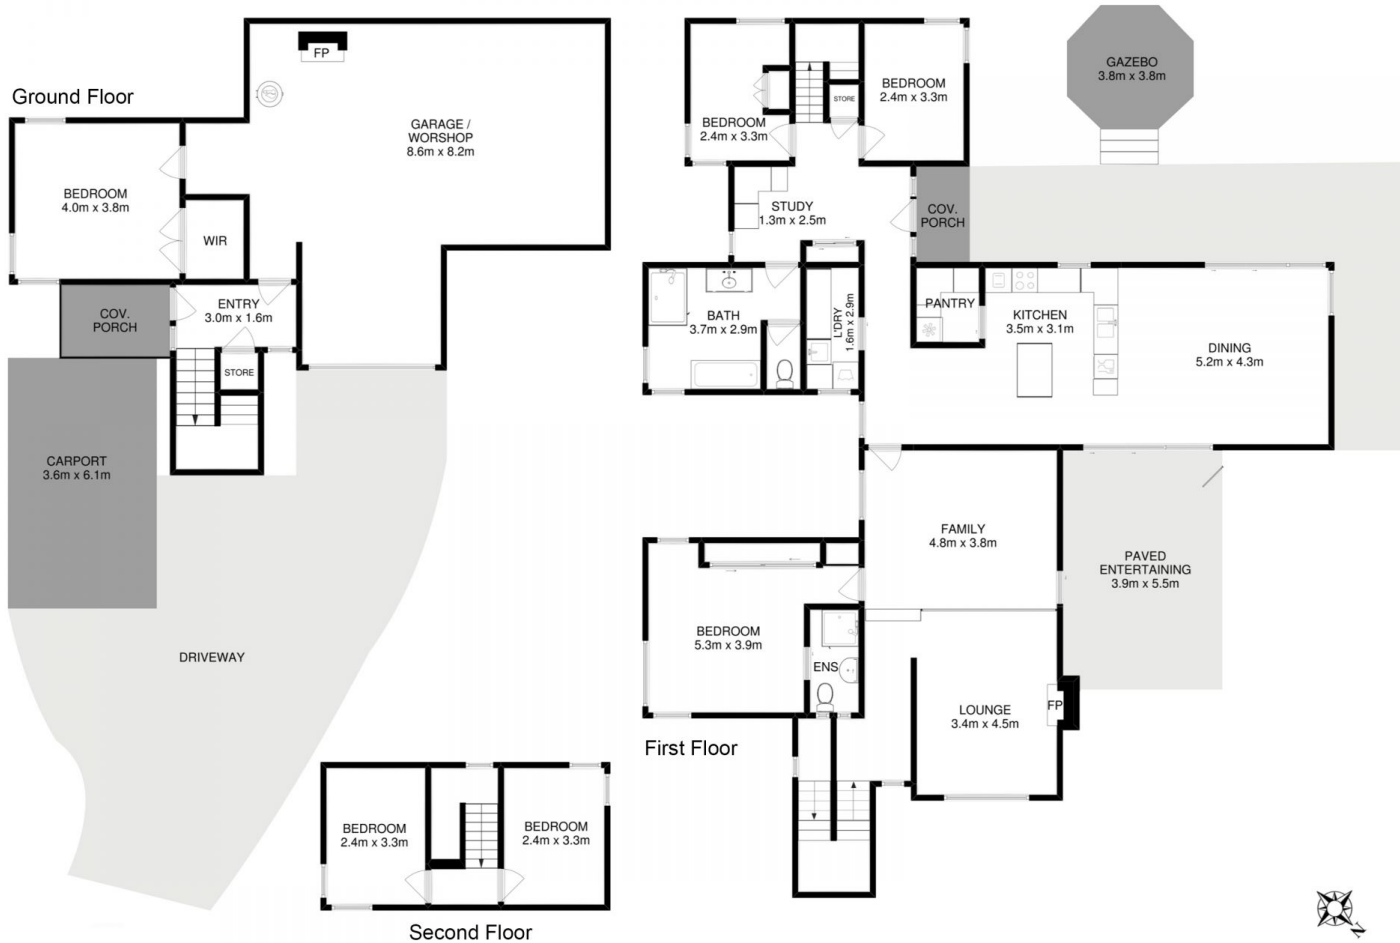 Ground Floor
FP
GARAGE /
WORSHOP
8.6m x 8.2m
BEDROOM
4.0m x 3.8m
WIR
COV.
PORCH
ENTRY
3.0m x 1.6m
STORE
CARPORT
3.6m x 6.1m
DRIVEWAY
BEDROOM
2.4m x 3.3m
BEDROOM
2.4m x 3.3m
Second Floor
BEDROOM
2.4m x 3.3m
STORE
BEDROOM
2.4m x 3.3m
GAZEBO
3.8m x 3.8m
STUDY
1.3m x 2.5m
COV.
PORCH
BATH
3.7m x 2.9m
L'DRY
1.6m x 2.9m
PANTRY
KITCHEN
3.5m x 3.1m
DINING
5.2m x 4.3m
FAMILY
4.8m x 3.8m
PAVED
ENTERTAINING
3.9m x 5.5m
BEDROOM
5.3m x 3.9m
ENS
LOUNGE
3.4m x 4.5m
FP
First Floor
N